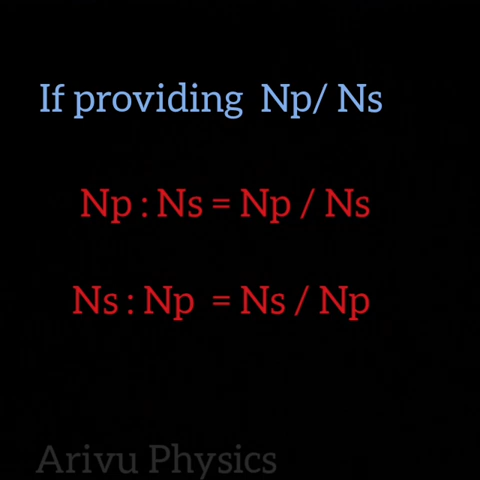 If providing Np/ Ns
Np : Ns = Np / Ns
Ns : Np = Ns / Np
Arivu Physics